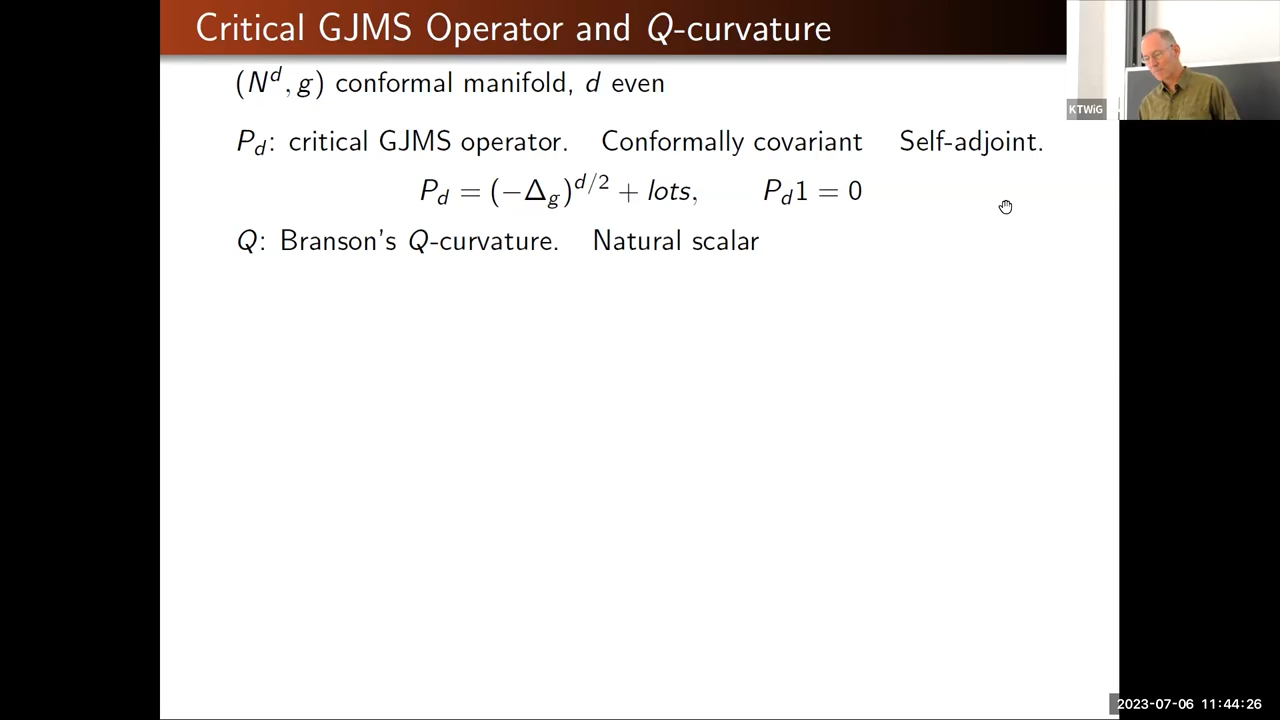 Critical GJMS Operator and Q-curvature
(N^d, g) conformal manifold, d even
P_d: critical GJMS operator. Conformally covariant Self-adjoint.
P_d = (−Δ_g)^{d/2} + lots, P_d1 = 0
Q: Branson's Q-curvature. Natural scalar
KTWiG
2023-07-06 11:44:26